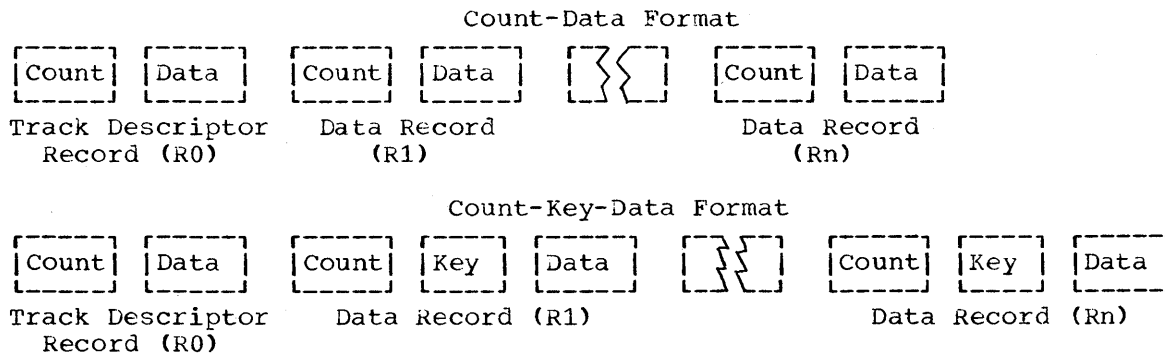 Count-Data Format
Count Data Count Data Count Data
Track Descriptor Data Record Data Record
Record (R0) (R1) (Rn)
Count-Key-Data Format
Count Data Count Key Data Count Key Data
Track Descriptor Data Record (R1) Data Record (Rn)
Record (R0)